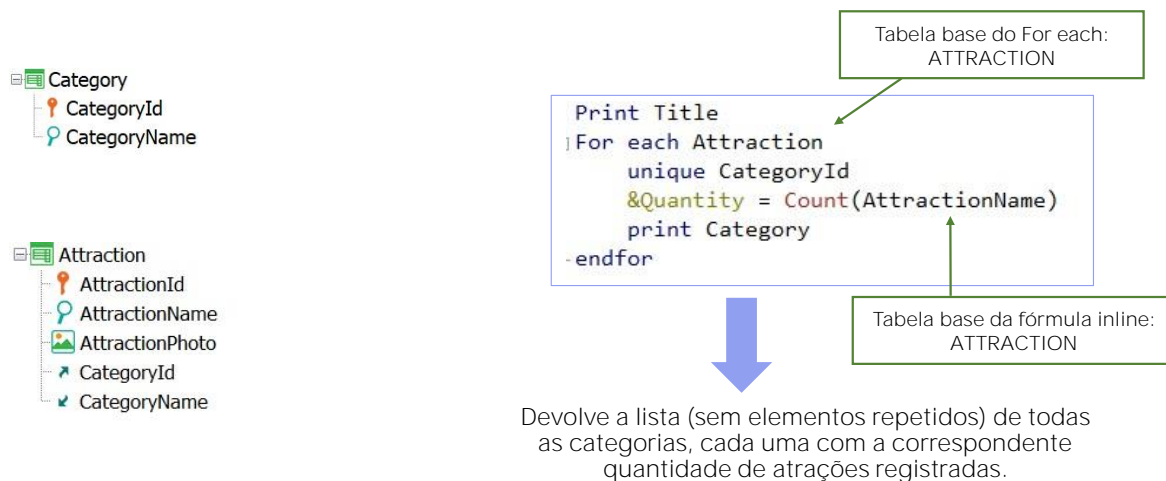 Category
CategoryId
CategoryName
Attraction
AttractionId
AttractionName
AttractionPhoto
CategoryId
CategoryName
Tabela base do For each:
ATTRACTION
Print Title
For each Attraction
unique CategoryId
&Quantity = Count(AttractionName)
print Category
endfor
Tabela base da fórmula inline:
ATTRACTION
Devolve a lista (sem elementos repetidos) de todas
as categorias, cada uma com a correspondente
quantidade de atrações registradas.